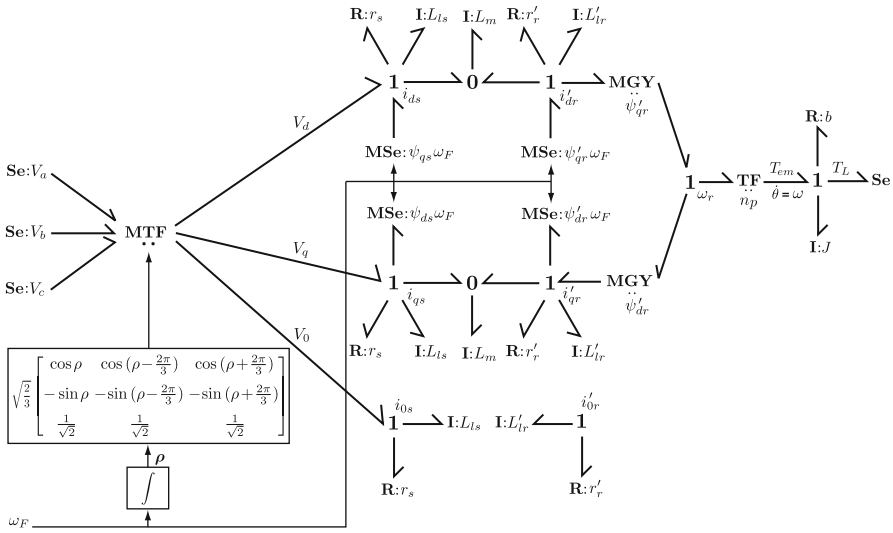 R:r_s I:L_ls I:L_m R:r′_r I:L′_lr
1 i_ds 0 1 i′_dr MGY
ψ′_qr
R:b
V_d
MSe:ψ_qs ω_F MSe:ψ′_qr ω_F
Se:V_a
1 ω_r TF T_em 1 T_L Se
n_p θ̇ = ω
MSe:ψ_ds ω_F MSe:ψ′_dr ω_F
Se:V_b MTF
V_q
I:J
Se:V_c
1 i_qs 0 1 i′_qr MGY
ψ′_dr
V_0
R:r_s I:L_ls I:L_m R:r′_r I:L′_lr
√(2/3) [ cos ρ cos (ρ−2π/3) cos (ρ+2π/3)
− sin ρ −sin (ρ−2π/3) −sin (ρ+2π/3)
1/√2 1/√2 1/√2 ]
i_0s i′_0r
1 I:L_ls I:L′_lr 1
ρ
∫
R:r_s R:r′_r
ω_F